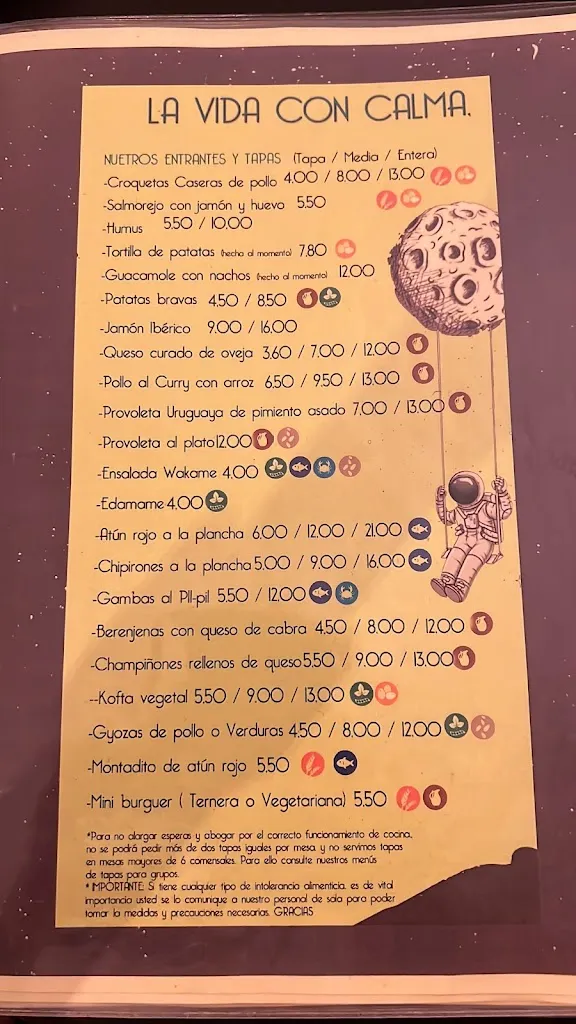 LA VIDA CON CALMA.
NUETROS ENTRANTES Y TAPAS (Tapa / Media / Entera)
-Croquetas Caseras de pollo 4.00 / 8.00 / 13.00
-Salmorejo con jamón y huevo 5.50
-Humus 5.50 / 10.00
-Tortilla de patatas (hecho al momento) 7.80
-Guacamole con nachos (hecho al momento) 12.00
-Patatas bravas 4.50 / 8.50
-Jamón Ibérico 9.00 / 16.00
-Queso curado de oveja 3.60 / 7.00 / 12.00
-Pollo al Curry con arroz 6.50 / 9.50 / 13.00
-Provoleta Uruguaya de pimiento asado 7.00 / 13.00
-Provoleta al plato 12.00
-Ensalada Wakame 4.00
-Edamame 4.00
-Atún rojo a la plancha 6.00 / 12.00 / 21.00
-Chipirones a la plancha 5.00 / 9.00 / 16.00
-Gambas al Pil-pil 5.50 / 12.00
-Berenjenas con queso de cabra 4.50 / 8.00 / 12.00
-Champiñones rellenos de queso 5.50 / 9.00 / 13.00
--Kofta vegetal 5.50 / 9.00 / 13.00
-Gyozas de pollo o Verduras 4.50 / 8.00 / 12.00
-Montadito de atún rojo 5.50
-Mini burguer ( Ternera o Vegetariana) 5.50
*Para no alargar esperas y abogar por el correcto funcionamiento de cocina,
no se podrá pedir más de dos tapas iguales por mesa y no servimos tapas
en mesas mayores de 6 comensales. Para ello consulte nuestros menús
de tapas para grupos.
* IMPORTANTE: Si tiene cualquier tipo de intolerancia alimenticia, es de vital
importancia usted se lo comunique a nuestro personal de sala para poder
tomar la medidas y precauciones necesarias. GRACIAS